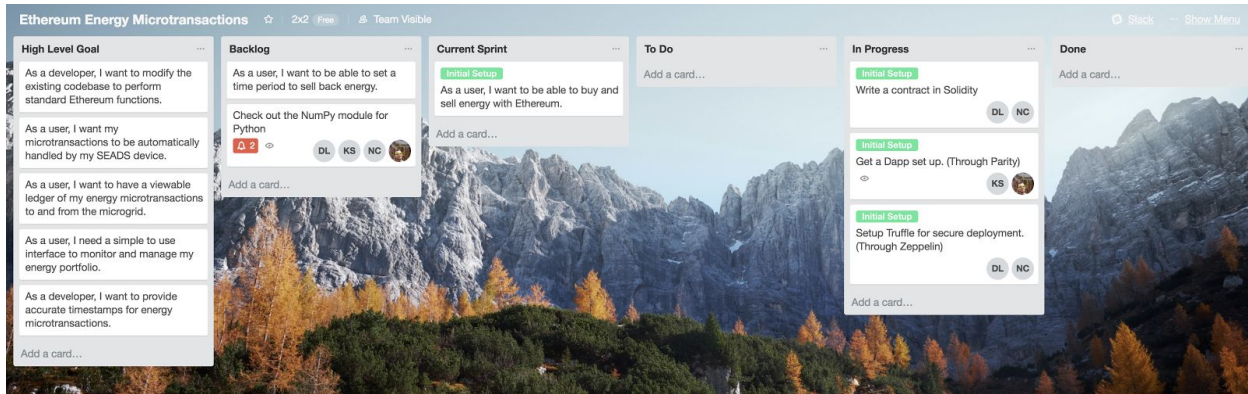 Ethereum Energy Microtransactions 2x2 Free Team Visible Slack ... Show Menu
High Level Goal ...
As a developer, I want to modify the
existing codebase to perform
standard Ethereum functions.
As a user, I want my
microtransactions to be automatically
handled by my SEADS device.
As a user, I want to have a viewable
ledger of my energy microtransactions
to and from the microgrid.
As a user, I need a simple to use
interface to monitor and manage my
energy portfolio.
As a developer, I want to provide
accurate timestamps for energy
microtransactions.
Add a card...
Backlog ...
As a user, I want to be able to set a
time period to sell back energy.
Check out the NumPy module for
Python
2 DL KS NC
Add a card...
Current Sprint ...
Initial Setup
As a user, I want to be able to buy and
sell energy with Ethereum.
Add a card...
To Do ...
Add a card...
In Progress ...
Initial Setup
Write a contract in Solidity
DL NC
Initial Setup
Get a Dapp set up. (Through Parity)
KS
Initial Setup
Setup Truffle for secure deployment.
(Through Zeppelin)
DL NC
Add a card...
Done ...
Add a card...